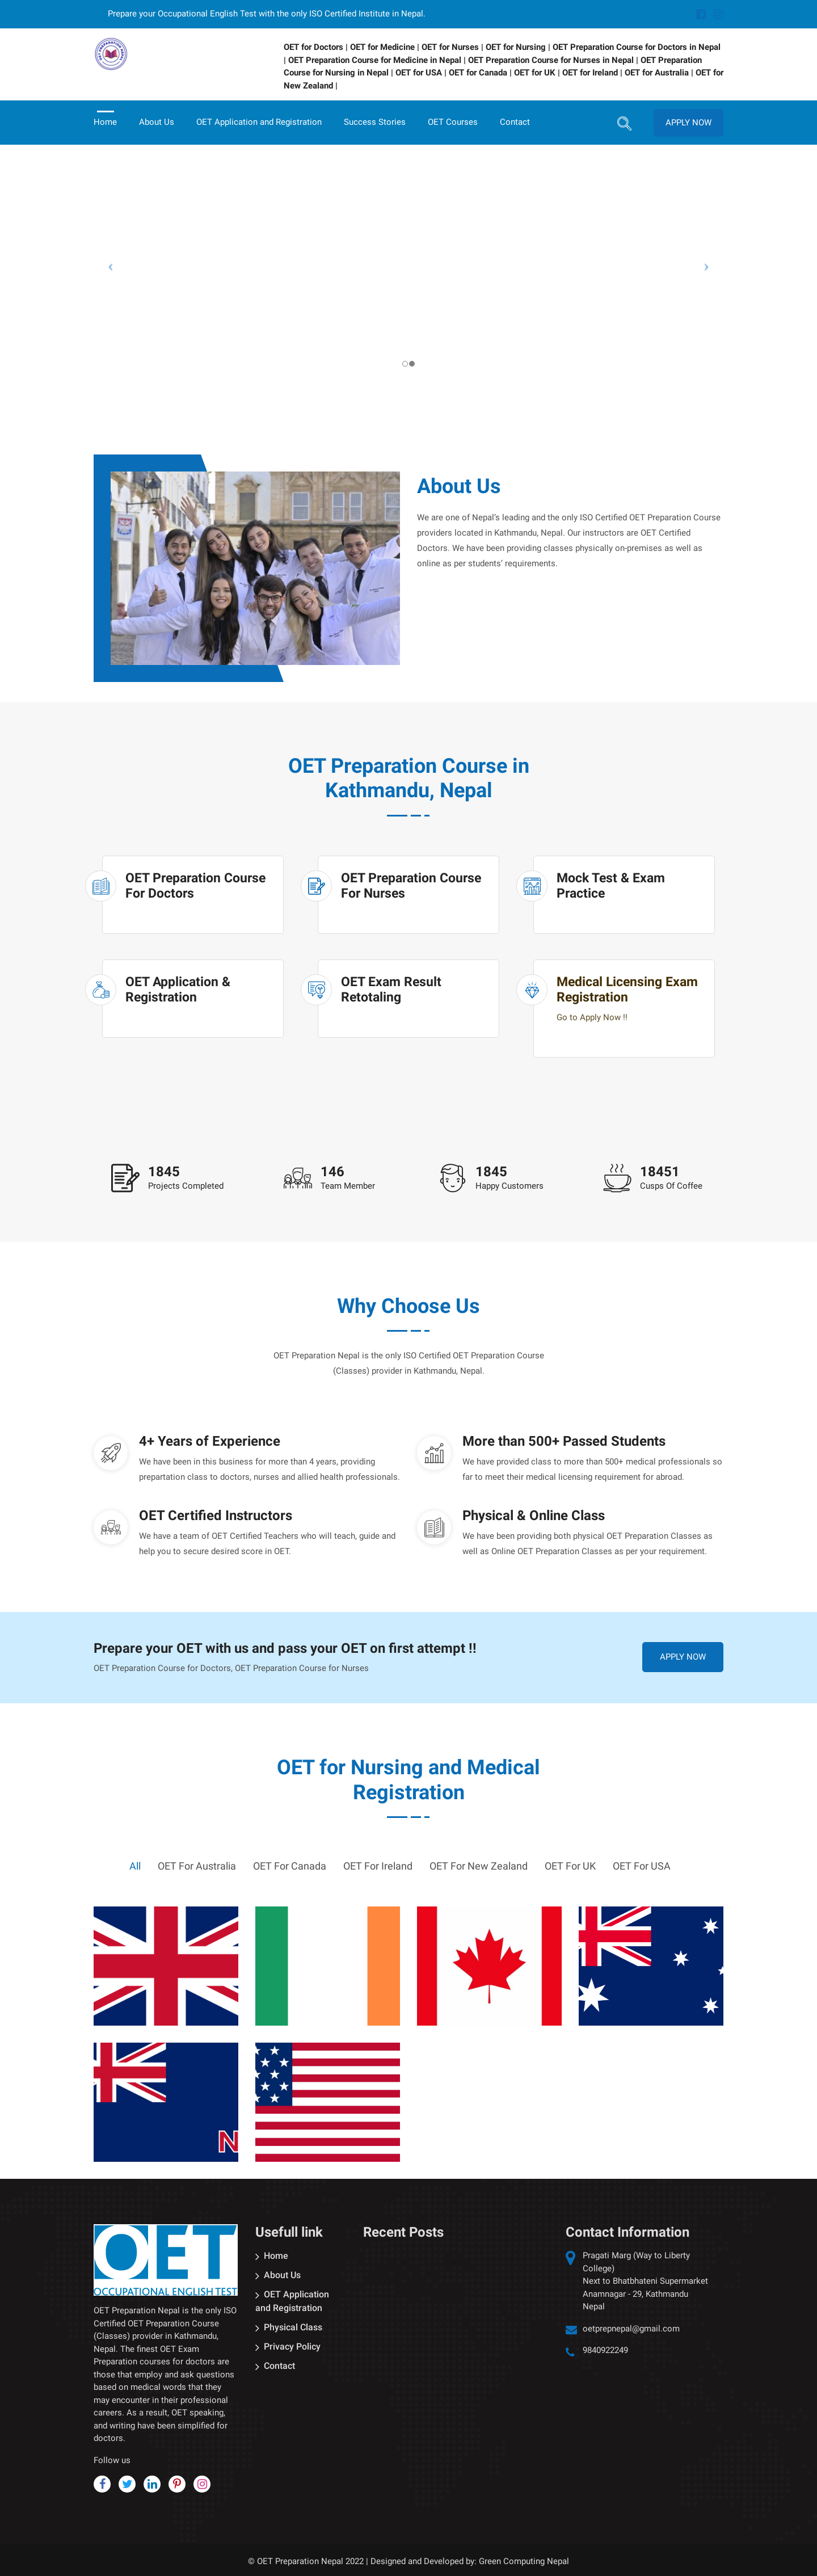 Prepare your Occupational English Test with the only ISO Certified Institute in Nepal.
OET for Doctors | OET for Medicine | OET for Nurses | OET for Nursing | OET Preparation Course for Doctors in Nepal
| OET Preparation Course for Medicine in Nepal | OET Preparation Course for Nurses in Nepal | OET Preparation
Course for Nursing in Nepal | OET for USA | OET for Canada | OET for UK | OET for Ireland | OET for Australia | OET for
New Zealand |
Home
About Us
OET Application and Registration
Success Stories
OET Courses
Contact
APPLY NOW
About Us
We are one of Nepal's leading and the only ISO Certified OET Preparation Course
providers located in Kathmandu, Nepal. Our instructors are OET Certified
Doctors. We have been providing classes physically on-premises as well as
online as per students' requirements.
OET Preparation Course in
Kathmandu, Nepal
OET Preparation Course
For Doctors
OET Preparation Course
For Nurses
Mock Test & Exam
Practice
OET Application &
Registration
OET Exam Result
Retotaling
Medical Licensing Exam
Registration
Go to Apply Now !!
1845
Projects Completed
146
Team Member
1845
Happy Customers
18451
Cusps Of Coffee
Why Choose Us
OET Preparation Nepal is the only ISO Certified OET Preparation Course
(Classes) provider in Kathmandu, Nepal.
4+ Years of Experience
We have been in this business for more than 4 years, providing
prepartation class to doctors, nurses and allied health professionals.
More than 500+ Passed Students
We have provided class to more than 500+ medical professionals so
far to meet their medical licensing requirement for abroad.
OET Certified Instructors
We have a team of OET Certified Teachers who will teach, guide and
help you to secure desired score in OET.
Physical & Online Class
We have been providing both physical OET Preparation Classes as
well as Online OET Preparation Classes as per your requirement.
Prepare your OET with us and pass your OET on first attempt !!
OET Preparation Course for Doctors, OET Preparation Course for Nurses
APPLY NOW
OET for Nursing and Medical
Registration
All
OET For Australia
OET For Canada
OET For Ireland
OET For New Zealand
OET For UK
OET For USA
N
OET
OCCUPATIONAL ENGLISH TEST
OET Preparation Nepal is the only ISO
Certified OET Preparation Course
(Classes) provider in Kathmandu,
Nepal. The finest OET Exam
Preparation courses for doctors are
those that employ and ask questions
based on medical words that they
may encounter in their professional
careers. As a result, OET speaking,
and writing have been simplified for
doctors.
Follow us
Usefull link
Home
About Us
OET Application
and Registration
Physical Class
Privacy Policy
Contact
Recent Posts
Contact Information
Pragati Marg (Way to Liberty
College)
Next to Bhatbhateni Supermarket
Anamnagar - 29, Kathmandu
Nepal
oetprepnepal@gmail.com
9840922249
© OET Preparation Nepal 2022 | Designed and Developed by: Green Computing Nepal